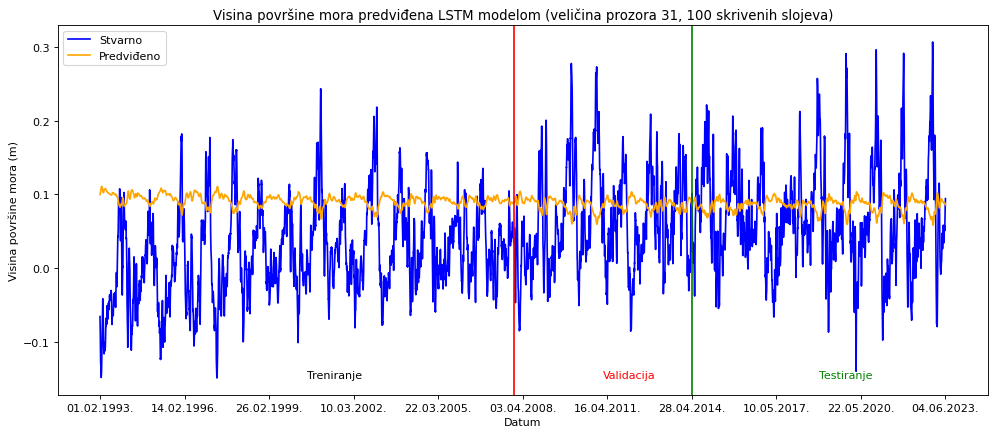 Visina površine mora predviđena LSTM modelom (veličina prozora 31, 100 skrivenih slojeva)
Stvarno
Predviđeno
Visina površine mora (m)
0.3
0.2
0.1
0.0
−0.1
Treniranje
Validacija
Testiranje
01.02.1993. 14.02.1996. 26.02.1999. 10.03.2002. 22.03.2005. 03.04.2008. 16.04.2011. 28.04.2014. 10.05.2017. 22.05.2020. 04.06.2023.
Datum